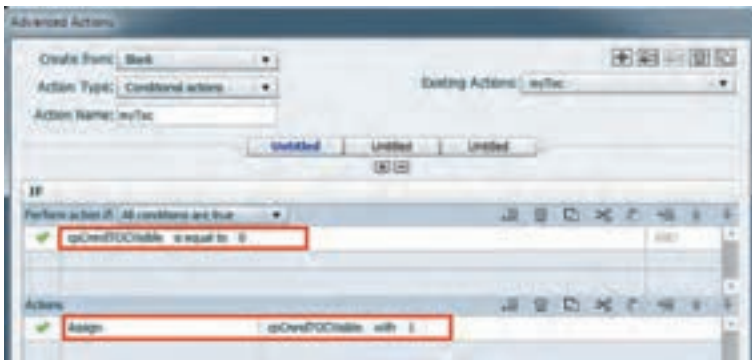 Advanced Actions
Create from: Blank
Action Type: Conditional actions
Existing Actions: myToc
Action Name: myToc
Untitled Untitled Untitled
IF
Perform action if: All conditions are true
cpCmndTOCVisible is equal to 0
AND
Actions
Assign cpCmndTOCVisible with 1